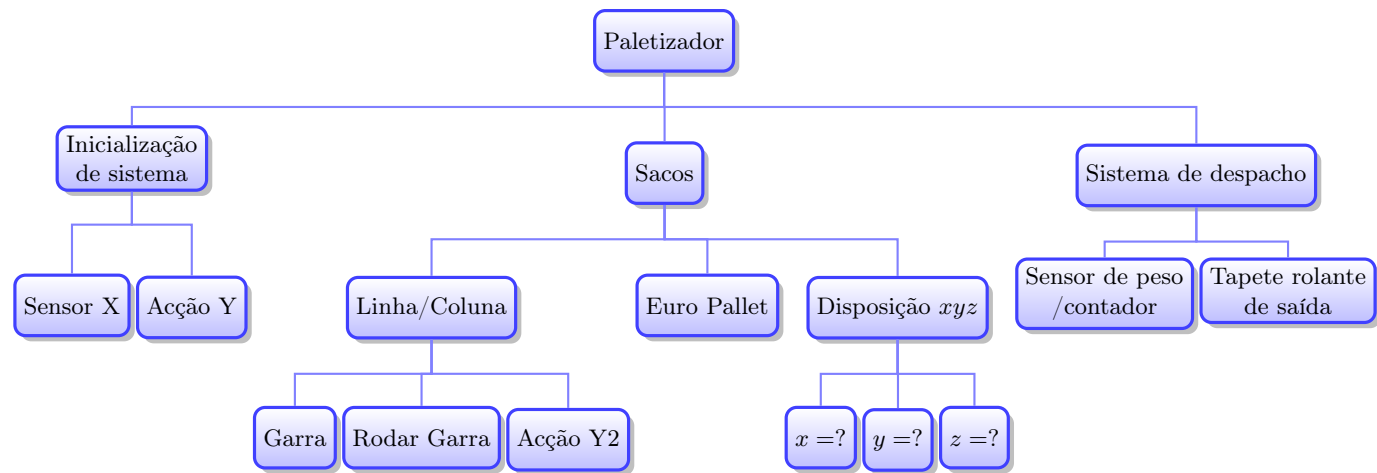 Paletizador
Inicialização
de sistema
Sacos
Sistema de despacho
Sensor X
Acção Y
Linha/Coluna
Euro Pallet
Disposição xyz
Sensor de peso
/contador
Tapete rolante
de saída
Garra
Rodar Garra
Acção Y2
x =?
y =?
z =?